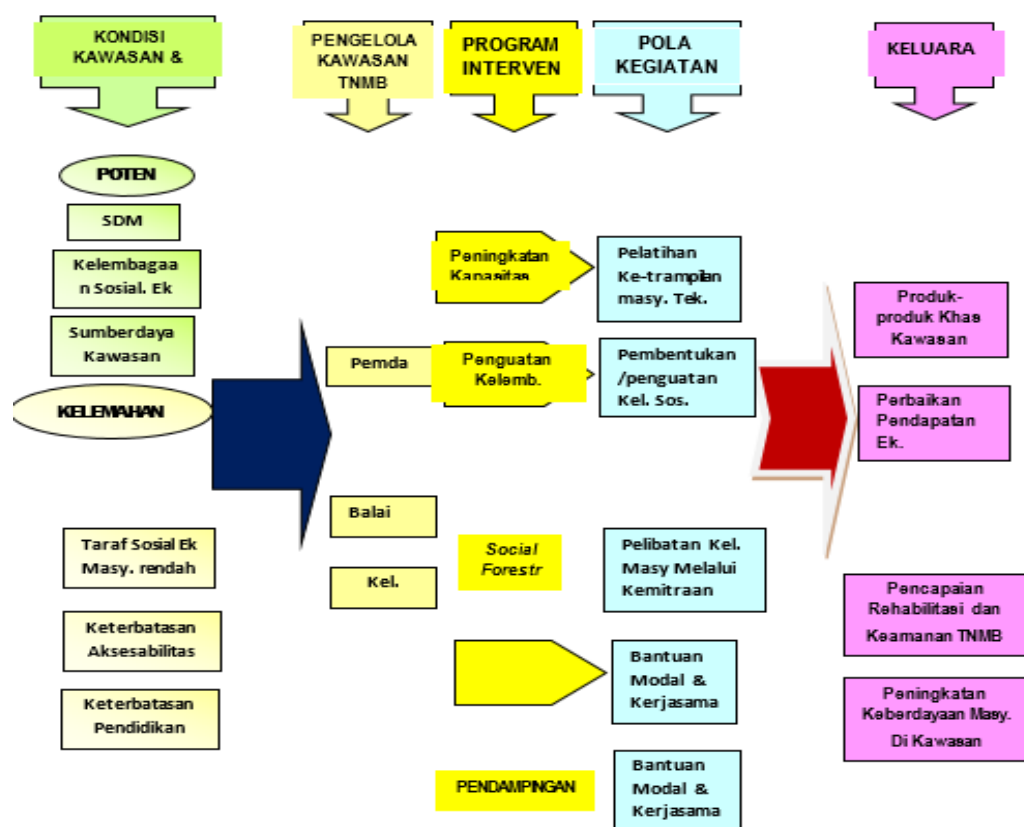 KONDISI
KAWASAN &
PENGELOLA
KAWASAN
TNMB
PROGRAM
INTERVEN
POLA
KEGIATAN
KELUARA
POTEN
SDM
Kelembagaa
n Sosial. Ek
Sumberdaya
Kawasan
KELEMAHAN
Taraf Sosial Ek
Masy. rendah
Keterbatasan
Aksesabilitas
Keterbatasan
Pendidikan
Pemda
Balai
Kel.
Peningkatan
Kapasitas
Penguatan
Kelemb.
Social
Forestr
PENDAMPINGAN
Pelatihan
Ke-trampilan
masy. Tek.
Pembentukan
/penguatan
Kel. Sos.
Pelibatan Kel.
Masy Melalui
Kemitraan
Bantuan
Modal &
Kerjasama
Bantuan
Modal &
Kerjasama
Produk-
produk Khas
Kawasan
Perbaikan
Pendapatan
Ek.
Pencapaian
Rehabilitasi dan
Keamanan TNMB
Peningkatan
Keberdayaan Masy.
Di Kawasan